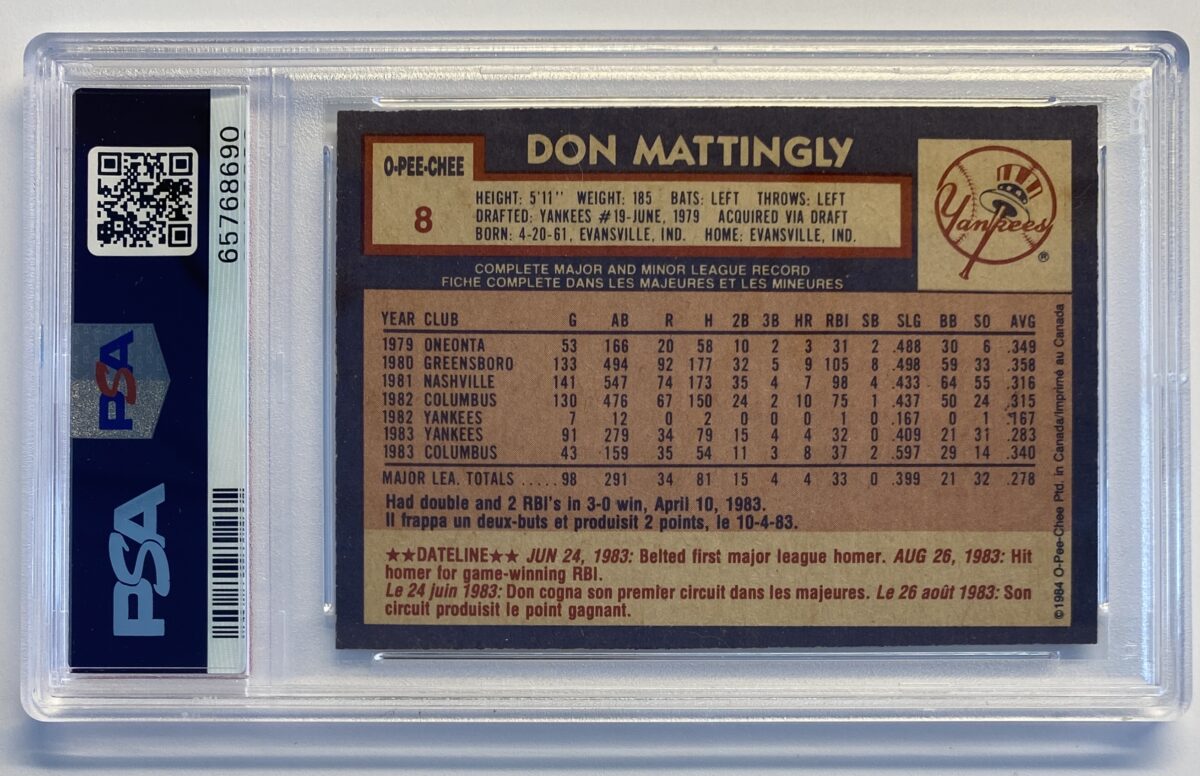 65768690
PSA
PSA
O-PEE-CHEE
8
DON MATTINGLY
HEIGHT: 5'11'' WEIGHT: 185 BATS: LEFT THROWS: LEFT
DRAFTED: YANKEES #19-JUNE, 1979 ACQUIRED VIA DRAFT
BORN: 4-20-61, EVANSVILLE, IND. HOME: EVANSVILLE, IND.
Yankees
®
COMPLETE MAJOR AND MINOR LEAGUE RECORD
FICHE COMPLETE DANS LES MAJEURES ET LES MINEURES
YEAR CLUB G AB R H 2B 3B HR RBI SB SLG BB SO AVG
1979 ONEONTA 53 166 20 58 10 2 3 31 2 .488 30 6 .349
1980 GREENSBORO 133 494 92 177 32 5 9 105 8 .498 59 33 .358
1981 NASHVILLE 141 547 74 173 35 4 7 98 4 .433 64 55 .316
1982 COLUMBUS 130 476 67 150 24 2 10 75 1 .437 50 24 .315
1982 YANKEES 7 12 0 2 0 0 0 1 0 .167 0 1 .167
1983 YANKEES 91 279 34 79 15 4 4 32 0 .409 21 31 .283
1983 COLUMBUS 43 159 35 54 11 3 8 37 2 .597 29 14 .340
MAJOR LEA. TOTALS ..... 98 291 34 81 15 4 4 33 0 .399 21 32 .278
Had double and 2 RBI's in 3-0 win, April 10, 1983.
Il frappa un deux-buts et produisit 2 points, le 10-4-83.
★★DATELINE★★ JUN 24, 1983: Belted first major league homer. AUG 26, 1983: Hit
homer for game-winning RBI.
Le 24 juin 1983: Don cogna son premier circuit dans les majeures. Le 26 août 1983: Son
circuit produisit le point gagnant.
©1984 O-Pee-Chee Ptd. in Canada/Imprimé au Canada